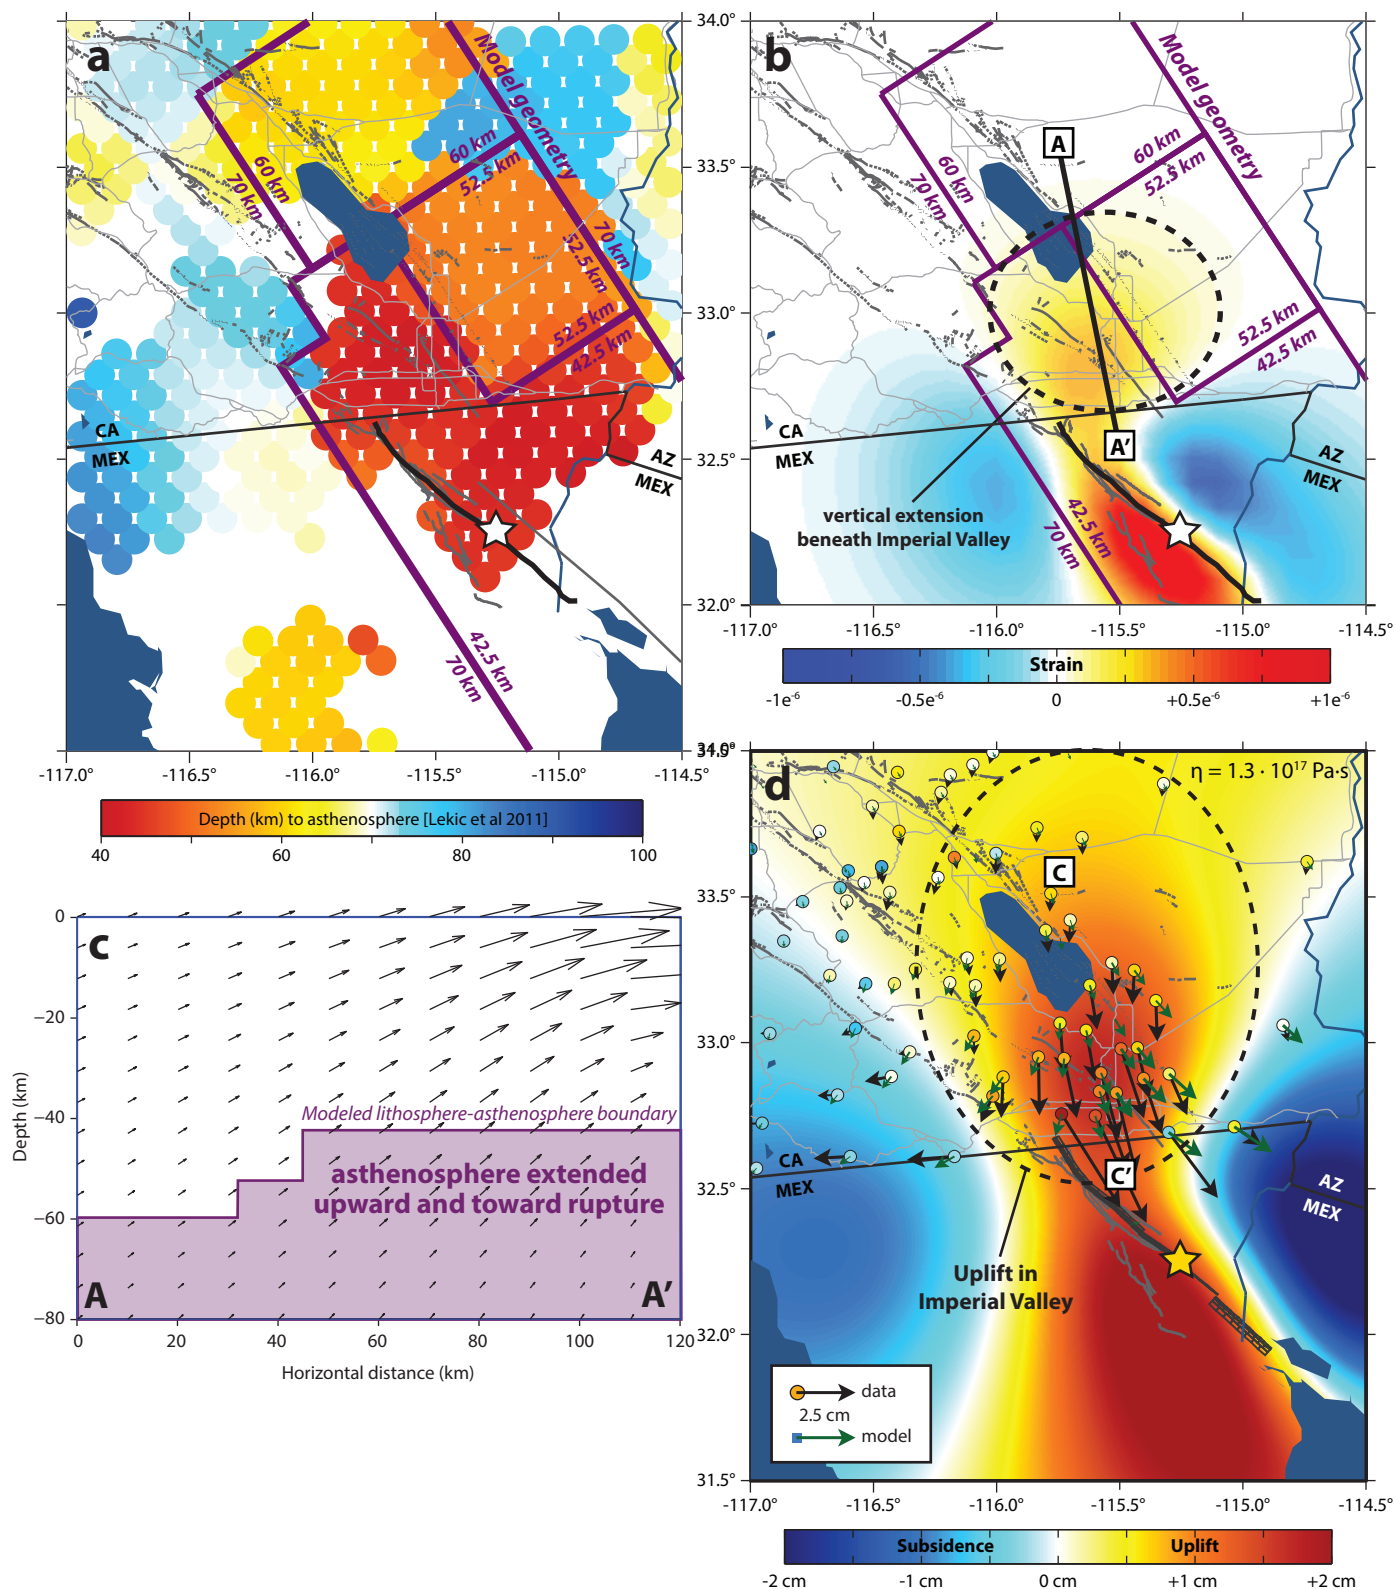 a
Model geometry
60 km
70 km
60 km
52.5 km
70 km
52.5 km
52.5 km
42.5 km
CA
MEX
AZ
MEX
42.5 km
70 km
34.0°
33.5°
33.0°
32.5°
32.0°
-117.0°
-116.5°
-116.0°
-115.5°
-115.0°
-114.5°
Depth (km) to asthenosphere [Lekic et al 2011]
40
60
80
100
b
Model geometry
A
60 km
70 km
60 km
52.5 km
52.5 km
42.5 km
CA
MEX
A’
AZ
MEX
vertical extension
beneath Imperial Valley
42.5 km
70 km
-117.0°
-116.5°
-116.0°
-115.5°
-115.0°
-114.5°
Strain
-1e-6
-0.5e-6
0
+0.5e-6
+1e-6
c
0
−20
−40
−60
−80
Depth (km)
Modeled lithosphere-asthenosphere boundary
asthenosphere extended
upward and toward rupture
A
A’
0
20
40
60
80
100
120
Horizontal distance (km)
34.0°
33.5°
33.0°
32.5°
32.0°
31.5°
d
η = 1.3 · 10¹⁷ Pa·s
C
CA
MEX
C’
AZ
MEX
Uplift in
Imperial Valley
data
2.5 cm
model
-117.0°
-116.5°
-116.0°
-115.5°
-115.0°
-114.5°
Subsidence
Uplift
-2 cm
-1 cm
0 cm
+1 cm
+2 cm